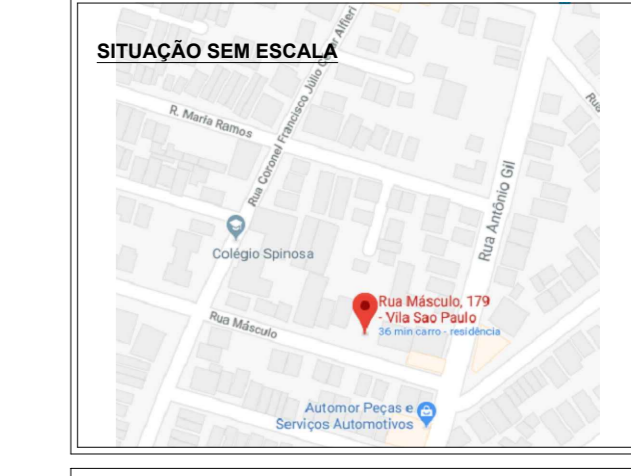 SITUAÇÃO SEM ESCALA
Rua Coronel Francisco Júlio César Alfieri
R. Maria Ramos
Rua
Rua Antônio Gil
Colégio Spinosa
Rua Másculo, 179
- Vila Sao Paulo
36 min carro - residência
Rua Másculo
Automor Peças e
Serviços Automotivos